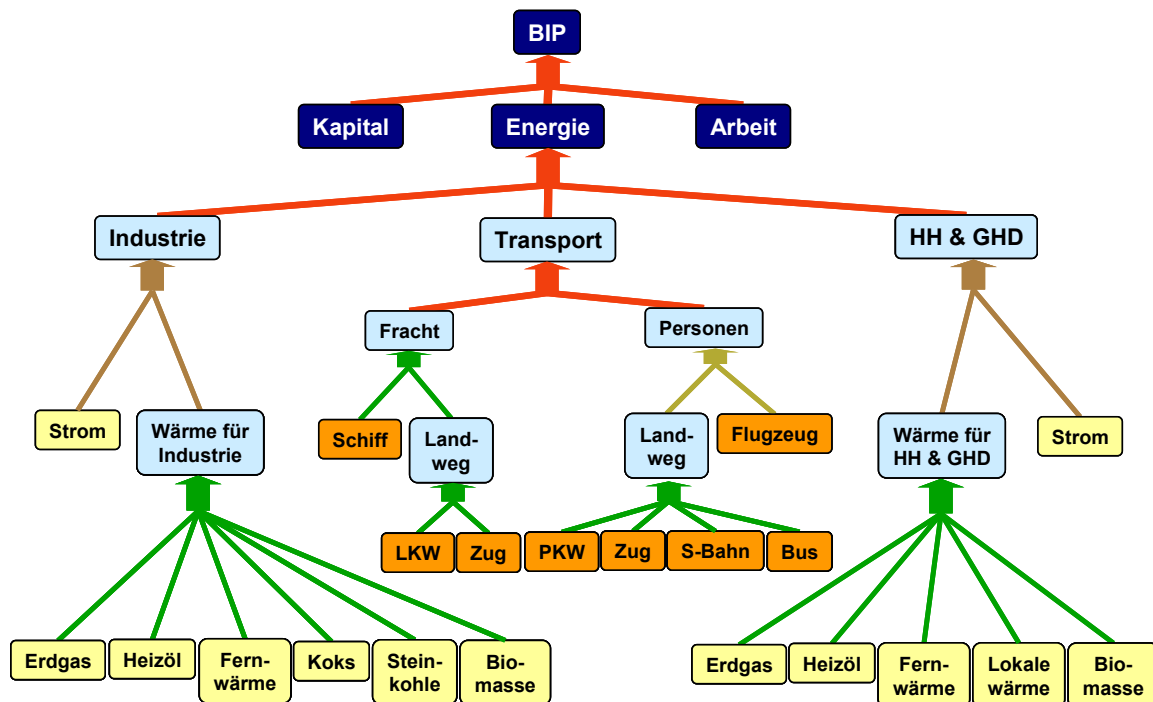 BIP
Kapital
Energie
Arbeit
Industrie
Transport
HH & GHD
Fracht
Personen
Strom
Wärme für
Industrie
Schiff
Land-
weg
Land-
weg
Flugzeug
Wärme für
HH & GHD
Strom
LKW
Zug
PKW
Zug
S-Bahn
Bus
Erdgas
Heizöl
Fern-
wärme
Koks
Stein-
kohle
Bio-
masse
Erdgas
Heizöl
Fern-
wärme
Lokale
wärme
Bio-
masse